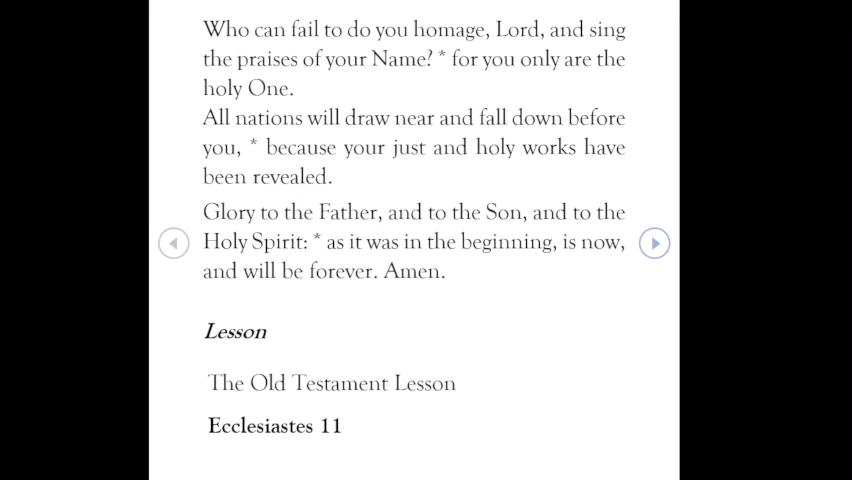 Who can fail to do you homage, Lord, and sing
the praises of your Name? * for you only are the
holy One.
All nations will draw near and fall down before
you, * because your just and holy works have
been revealed.
Glory to the Father, and to the Son, and to the
Holy Spirit: * as it was in the beginning, is now,
and will be forever. Amen.
Lesson
The Old Testament Lesson
Ecclesiastes 11